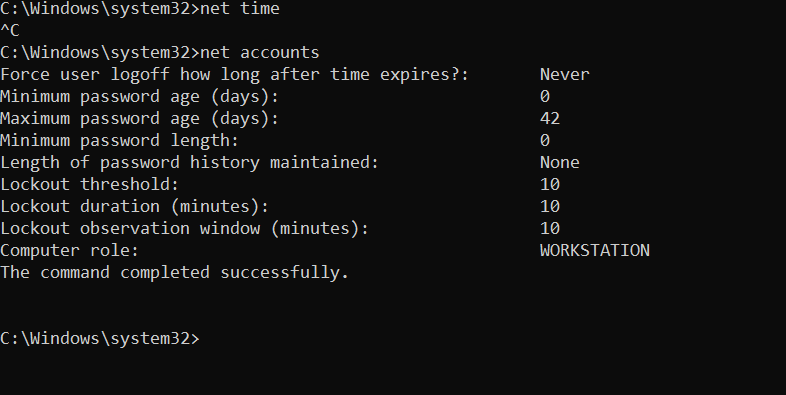 C:\Windows\system32>net time
^C
C:\Windows\system32>net accounts
Force user logoff how long after time expires?:       Never
Minimum password age (days):                          0
Maximum password age (days):                          42
Minimum password length:                              0
Length of password history maintained:                None
Lockout threshold:                                    10
Lockout duration (minutes):                           10
Lockout observation window (minutes):                 10
Computer role:                                        WORKSTATION
The command completed successfully.
C:\Windows\system32>